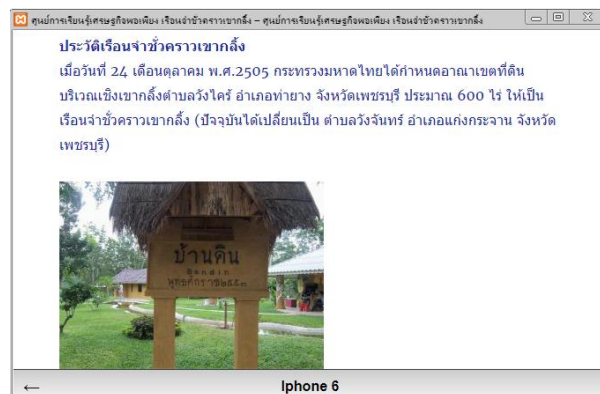 ศูนย์การเรียนรู้เศรษฐกิจพอเพียง เรือนจำชั่วคราวเขากลิ้ง – ศูนย์การเรียนรู้เศรษฐกิจพอเพียง เรือนจำชั่วคราวเขากลิ้ง
ประวัติเรือนจำชั่วคราวเขากลิ้ง
เมื่อวันที่ 24 เดือนตุลาคม พ.ศ.2505 กระทรวงมหาดไทยได้กำหนดอาณาเขตที่ดิน
บริเวณเชิงเขากลิ้งตำบลวังไคร้ อำเภอท่ายาง จังหวัดเพชรบุรี ประมาณ 600 ไร่ ให้เป็น
เรือนจำชั่วคราวเขากลิ้ง (ปัจจุบันได้เปลี่ยนเป็น ตำบลวังจันทร์ อำเภอแก่งกระจาน จังหวัด
เพชรบุรี)
บ้านดิน
พุทธศักราช๒๕๕๓
← Iphone 6